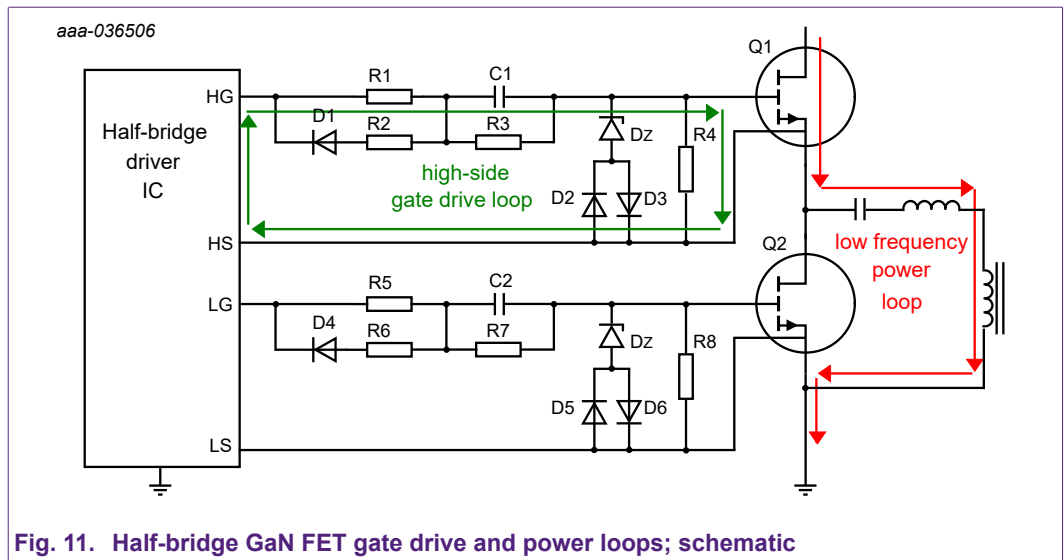 aaa-036506
Half-bridge
driver
IC
HG
HS
LG
LS
R1
C1
D1
R2
R3
Dz
R4
D2
D3
high-side
gate drive loop
Q1
R5
C2
D4
R6
R7
Dz
R8
D5
D6
Q2
low frequency
power
loop
Fig. 11. Half-bridge GaN FET gate drive and power loops; schematic